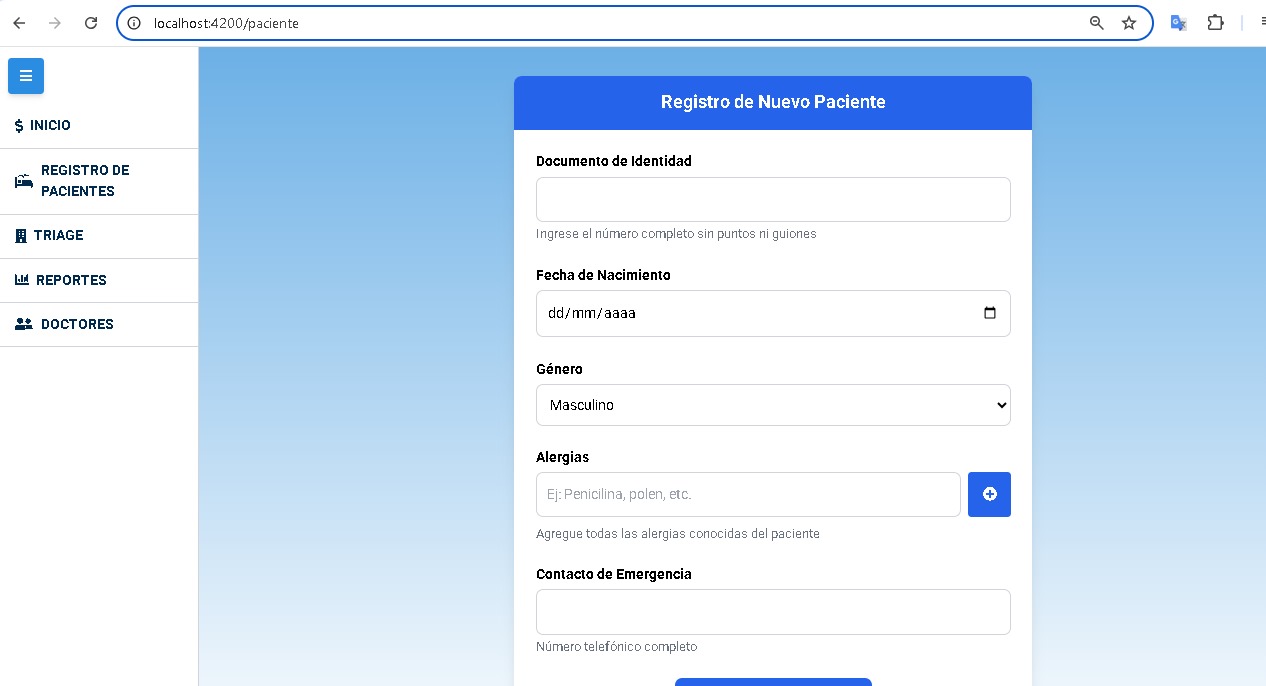 localhost:4200/paciente
INICIO
REGISTRO DE
PACIENTES
TRIAGE
REPORTES
DOCTORES
Registro de Nuevo Paciente
Documento de Identidad
Ingrese el número completo sin puntos ni guiones
Fecha de Nacimiento
dd/mm/aaaa
Género
Masculino
Alergias
Ej: Penicilina, polen, etc.
Agregue todas las alergias conocidas del paciente
Contacto de Emergencia
Número telefónico completo